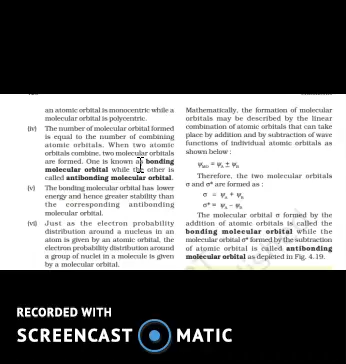 an atomic orbital is monocentric while a
molecular orbital is polycentric.
(iv) The number of molecular orbital formed
is equal to the number of combining
atomic orbitals. When two atomic
orbitals combine, two molecular orbitals
are formed. One is known as bonding
molecular orbital while the other is
called antibonding molecular orbital.
(v) The bonding molecular orbital has lower
energy and hence greater stability than
the corresponding antibonding
molecular orbital.
(vi) Just as the electron probability
distribution around a nucleus in an
atom is given by an atomic orbital, the
electron probability distribution around
a group of nuclei in a molecule is given
by a molecular orbital.
Mathematically, the formation of molecular
orbitals may be described by the linear
combination of atomic orbitals that can take
place by addition and by subtraction of wave
functions of individual atomic orbitals as
shown below :
ψMO = ψA ± ψB
Therefore, the two molecular orbitals
σ and σ* are formed as :
σ = ψA + ψB
σ* = ψA – ψB
The molecular orbital σ formed by the
addition of atomic orbitals is called the
bonding molecular orbital while the
molecular orbital σ* formed by the subtraction
of atomic orbital is called antibonding
molecular orbital as depicted in Fig. 4.19.
RECORDED WITH
SCREENCAST MATIC